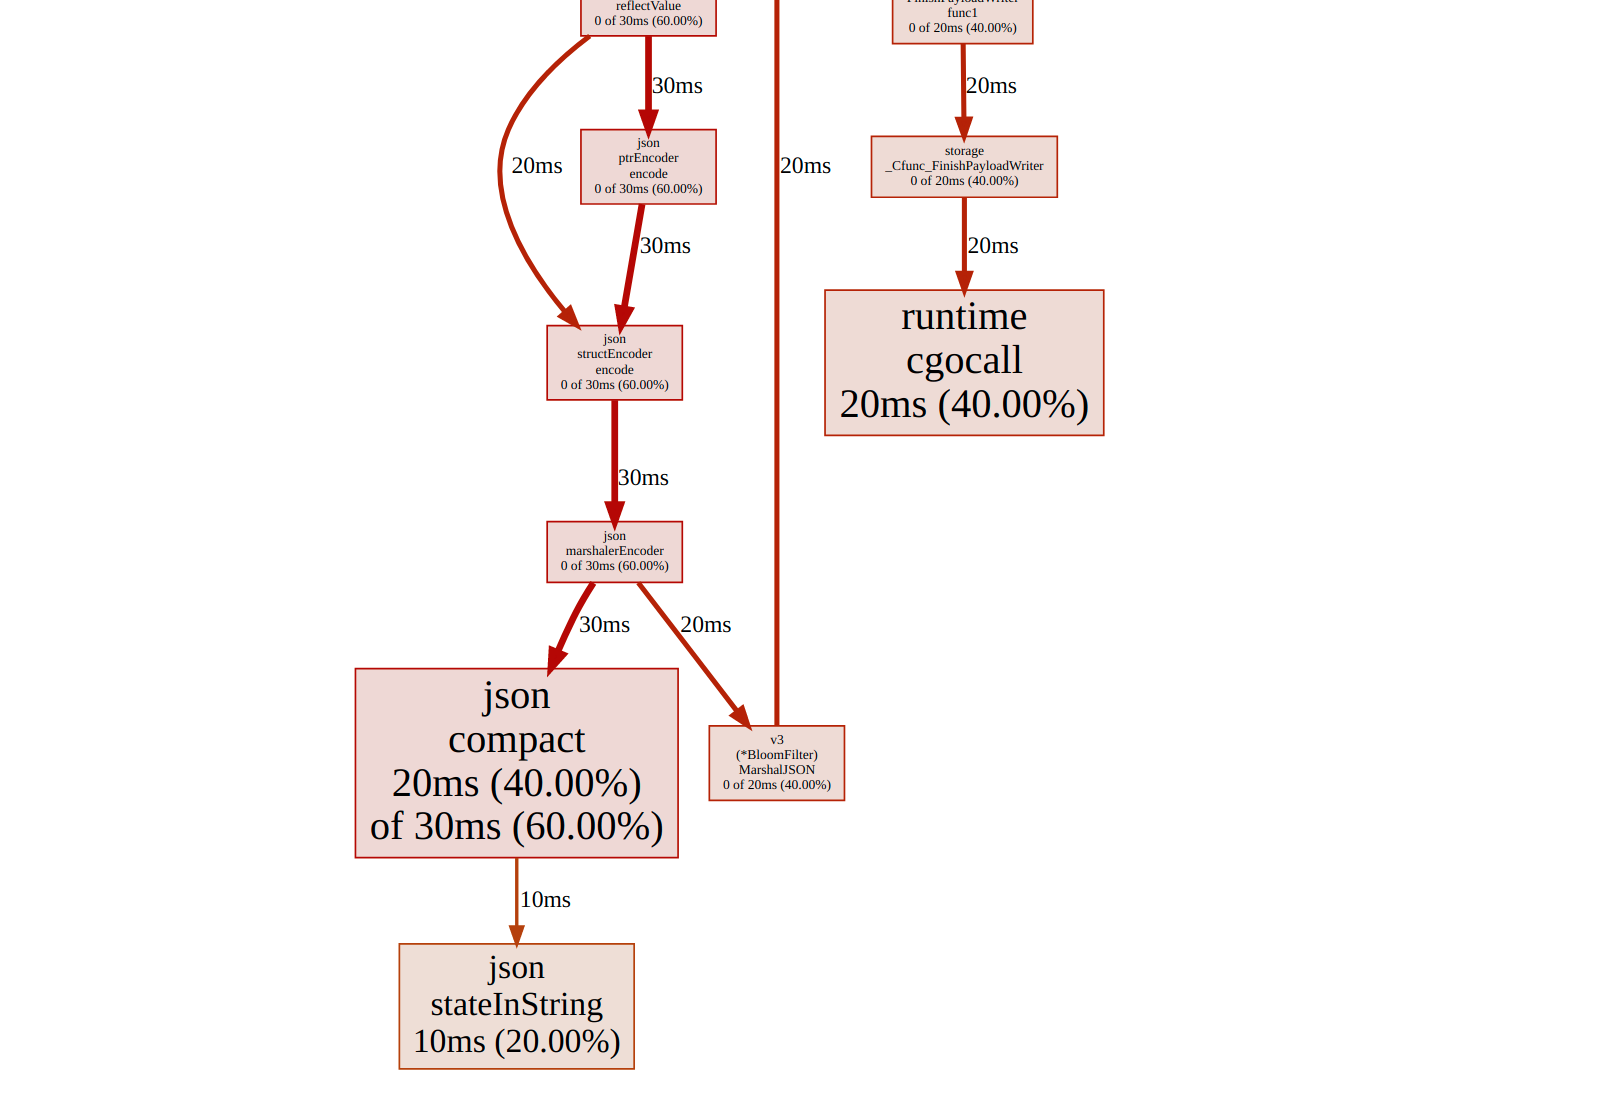 reflectValue
0 of 30ms (60.00%)
func1
0 of 20ms (40.00%)
30ms
20ms
json
ptrEncoder
encode
0 of 30ms (60.00%)
20ms
20ms
storage
_Cfunc_FinishPayloadWriter
0 of 20ms (40.00%)
30ms
20ms
runtime
cgocall
20ms (40.00%)
json
structEncoder
encode
0 of 30ms (60.00%)
30ms
json
marshalerEncoder
0 of 30ms (60.00%)
30ms
20ms
json
compact
20ms (40.00%)
of 30ms (60.00%)
v3
(*BloomFilter)
MarshalJSON
0 of 20ms (40.00%)
10ms
json
stateInString
10ms (20.00%)